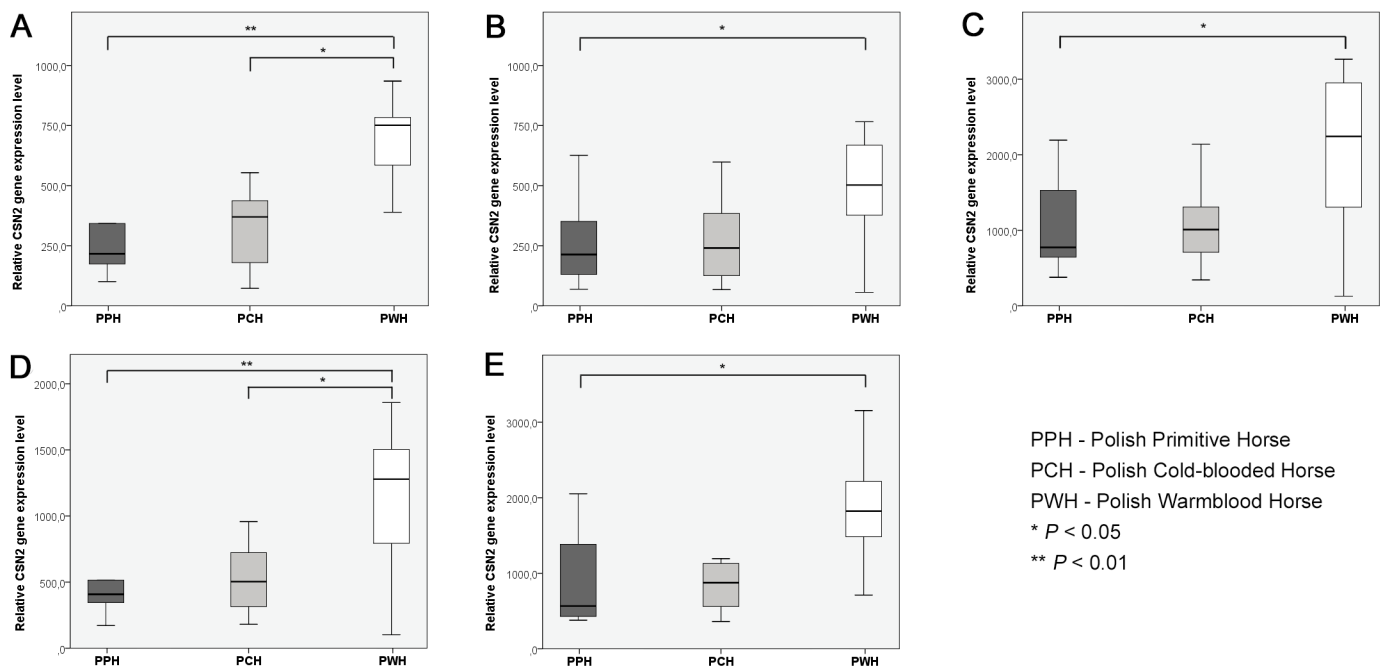 A
**
*
Relative CSN2 gene expression level
1000,0
750,0
500,0
250,0
,0
PPH PCH PWH
B
*
Relative CSN2 gene expression level
1000,0
750,0
500,0
250,0
,0
PPH PCH PWH
C
*
Relative CSN2 gene expression level
3000,0
2000,0
1000,0
,0
PPH PCH PWH
D
**
*
Relative CSN2 gene expression level
2000,0
1500,0
1000,0
500,0
,0
PPH PCH PWH
E
*
Relative CSN2 gene expression level
3000,0
2000,0
1000,0
,0
PPH PCH PWH
PPH - Polish Primitive Horse
PCH - Polish Cold-blooded Horse
PWH - Polish Warmblood Horse
* P < 0.05
** P < 0.01